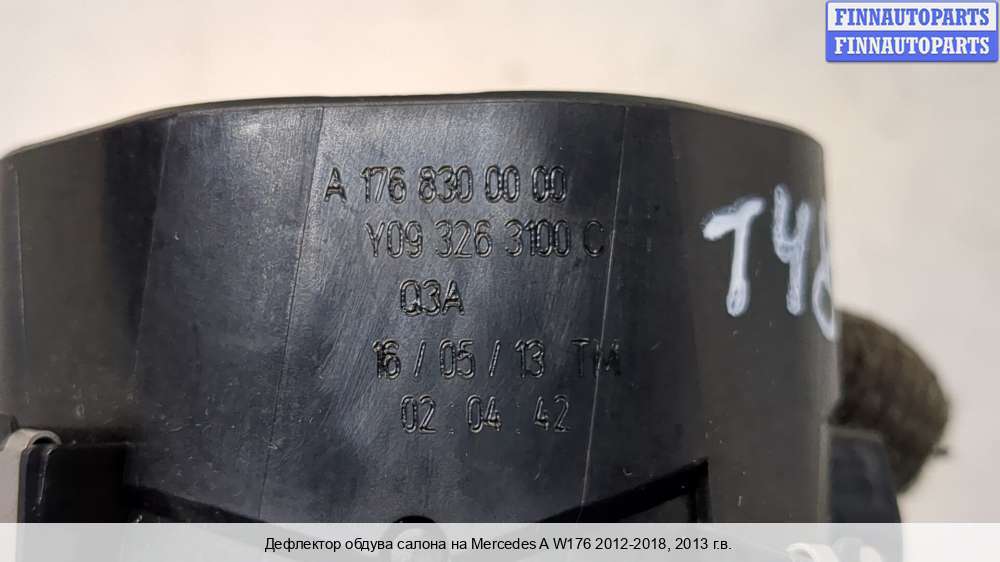 FINNAUTOPARTS
FINNAUTOPARTS
A 176 830 00 00
Y09 326 3100 C
Q3A
16 / 05 / 13 TM
02 : 04 : 42
Дефлектор обдува салона на Mercedes A W176 2012-2018, 2013 г.в.